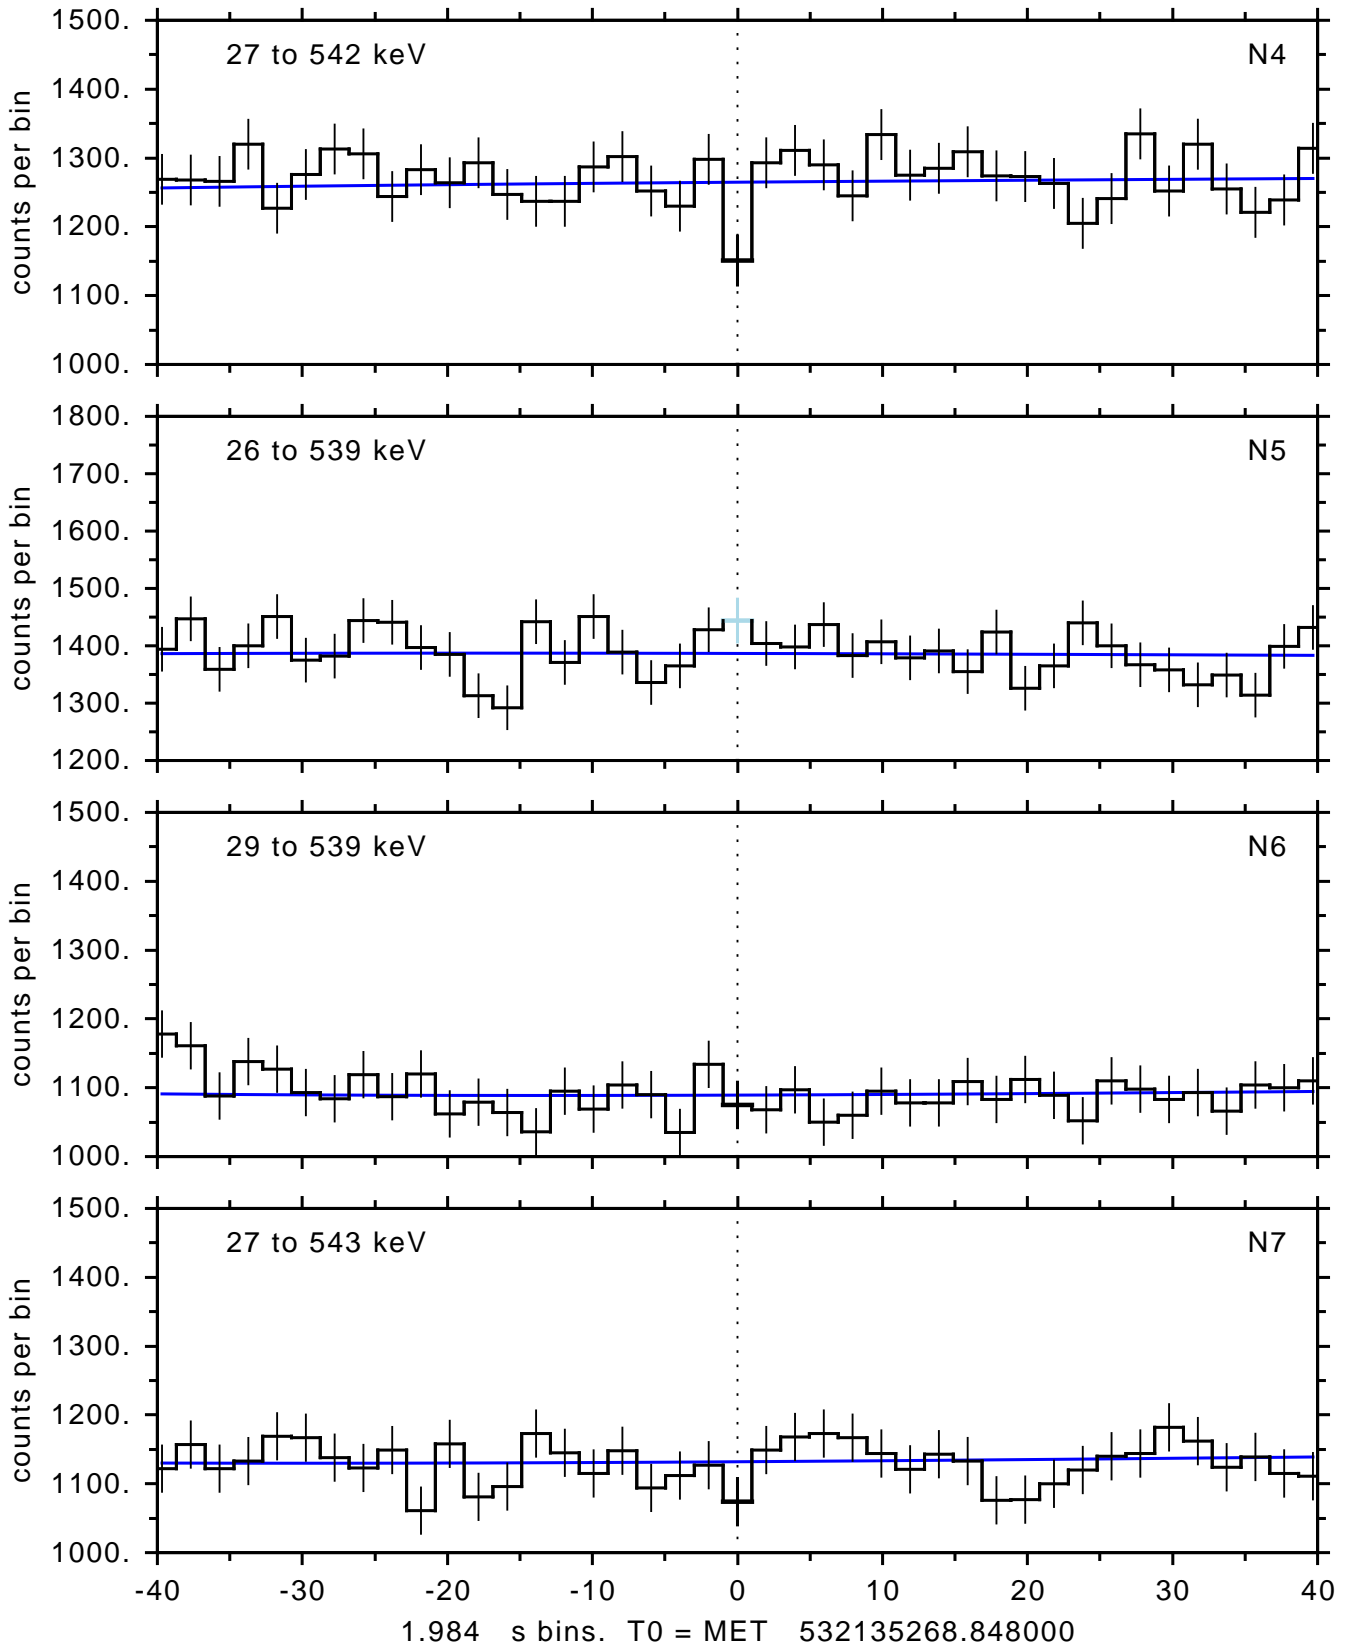 1500.
27 to 542 keV N4
1400.
1300.
1200.
1100.
1000.
counts per bin
1800.
26 to 539 keV N5
1700.
1600.
1500.
1400.
1300.
1200.
counts per bin
1500.
29 to 539 keV N6
1400.
1300.
1200.
1100.
1000.
counts per bin
1500.
27 to 543 keV N7
1400.
1300.
1200.
1100.
1000.
counts per bin
-40 -30 -20 -10 0 10 20 30 40
1.984 s bins. T0 = MET 532135268.848000